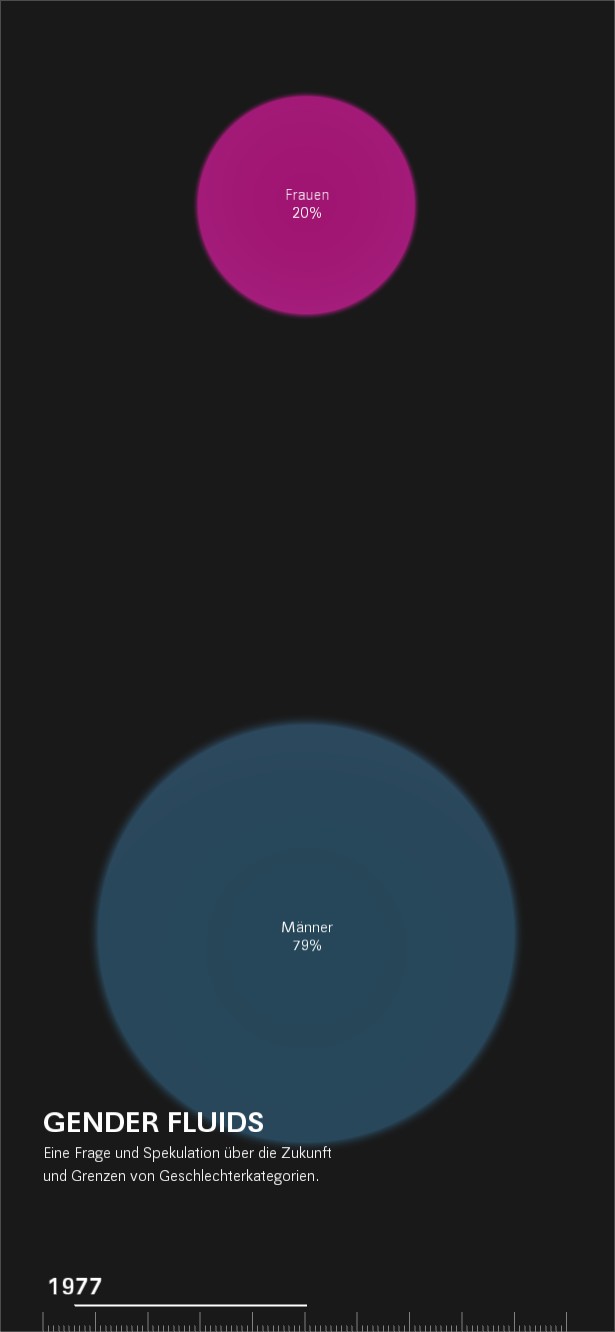 Frauen
20%
Männer
79%
GENDER FLUIDS
Eine Frage und Spekulation über die Zukunft
und Grenzen von Geschlechterkategorien.
1977